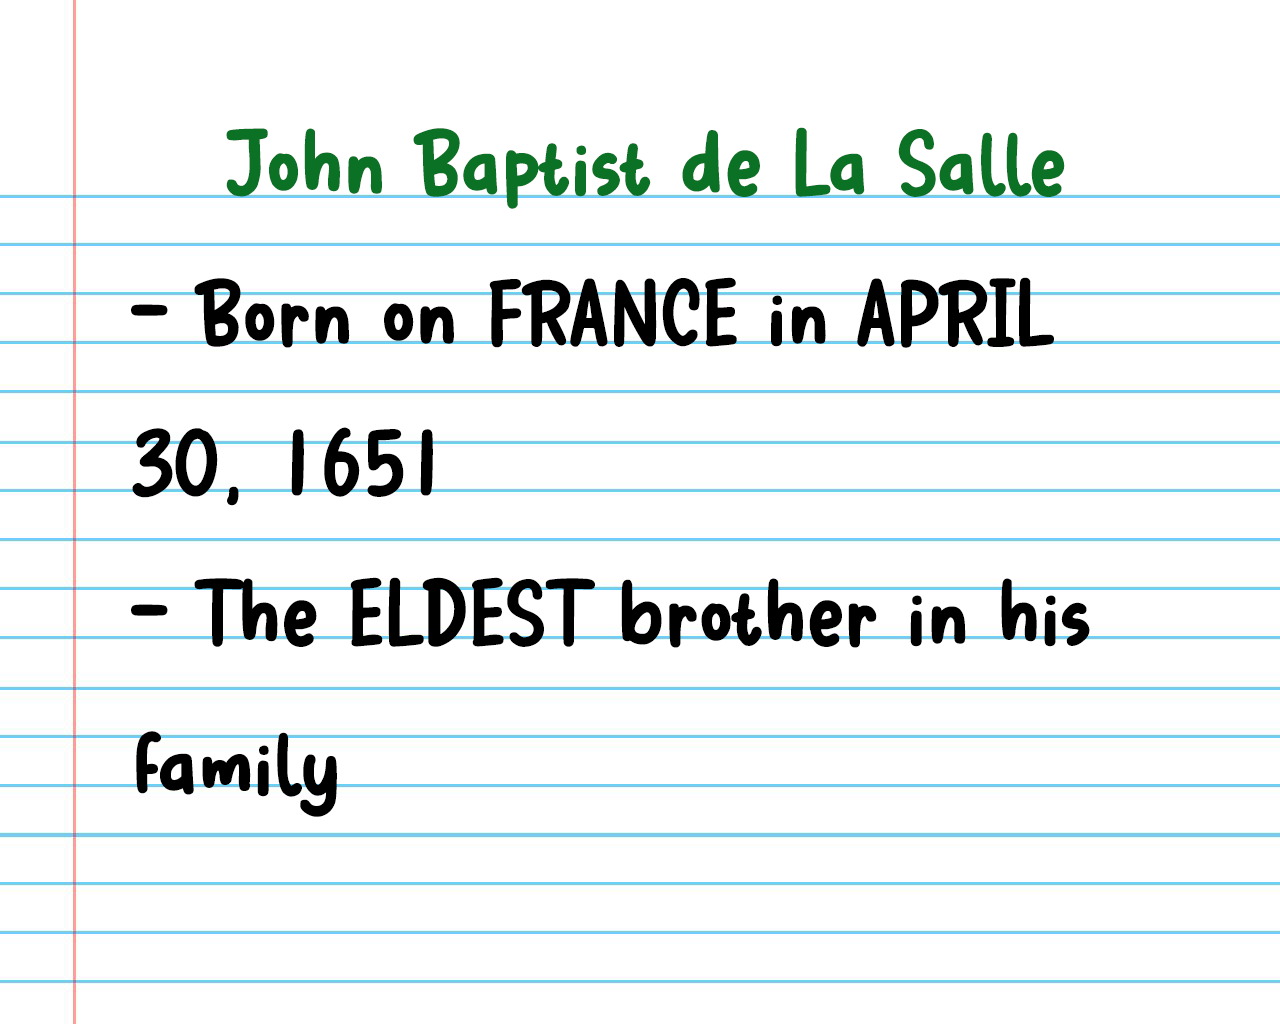 John Baptist de La Salle
- Born on FRANCE in APRIL
30, 1651
- The ELDEST brother in his
family